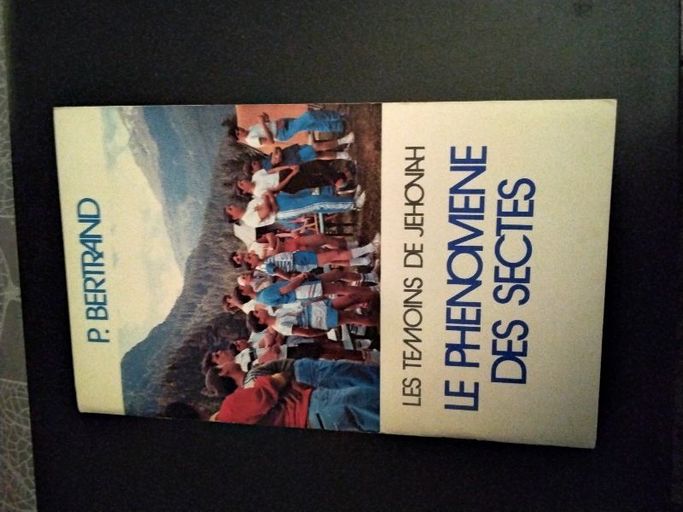 P. BERTRAND
LES TEMOINS DE JEHOVAH
LE PHENOMENE
DES SECTES